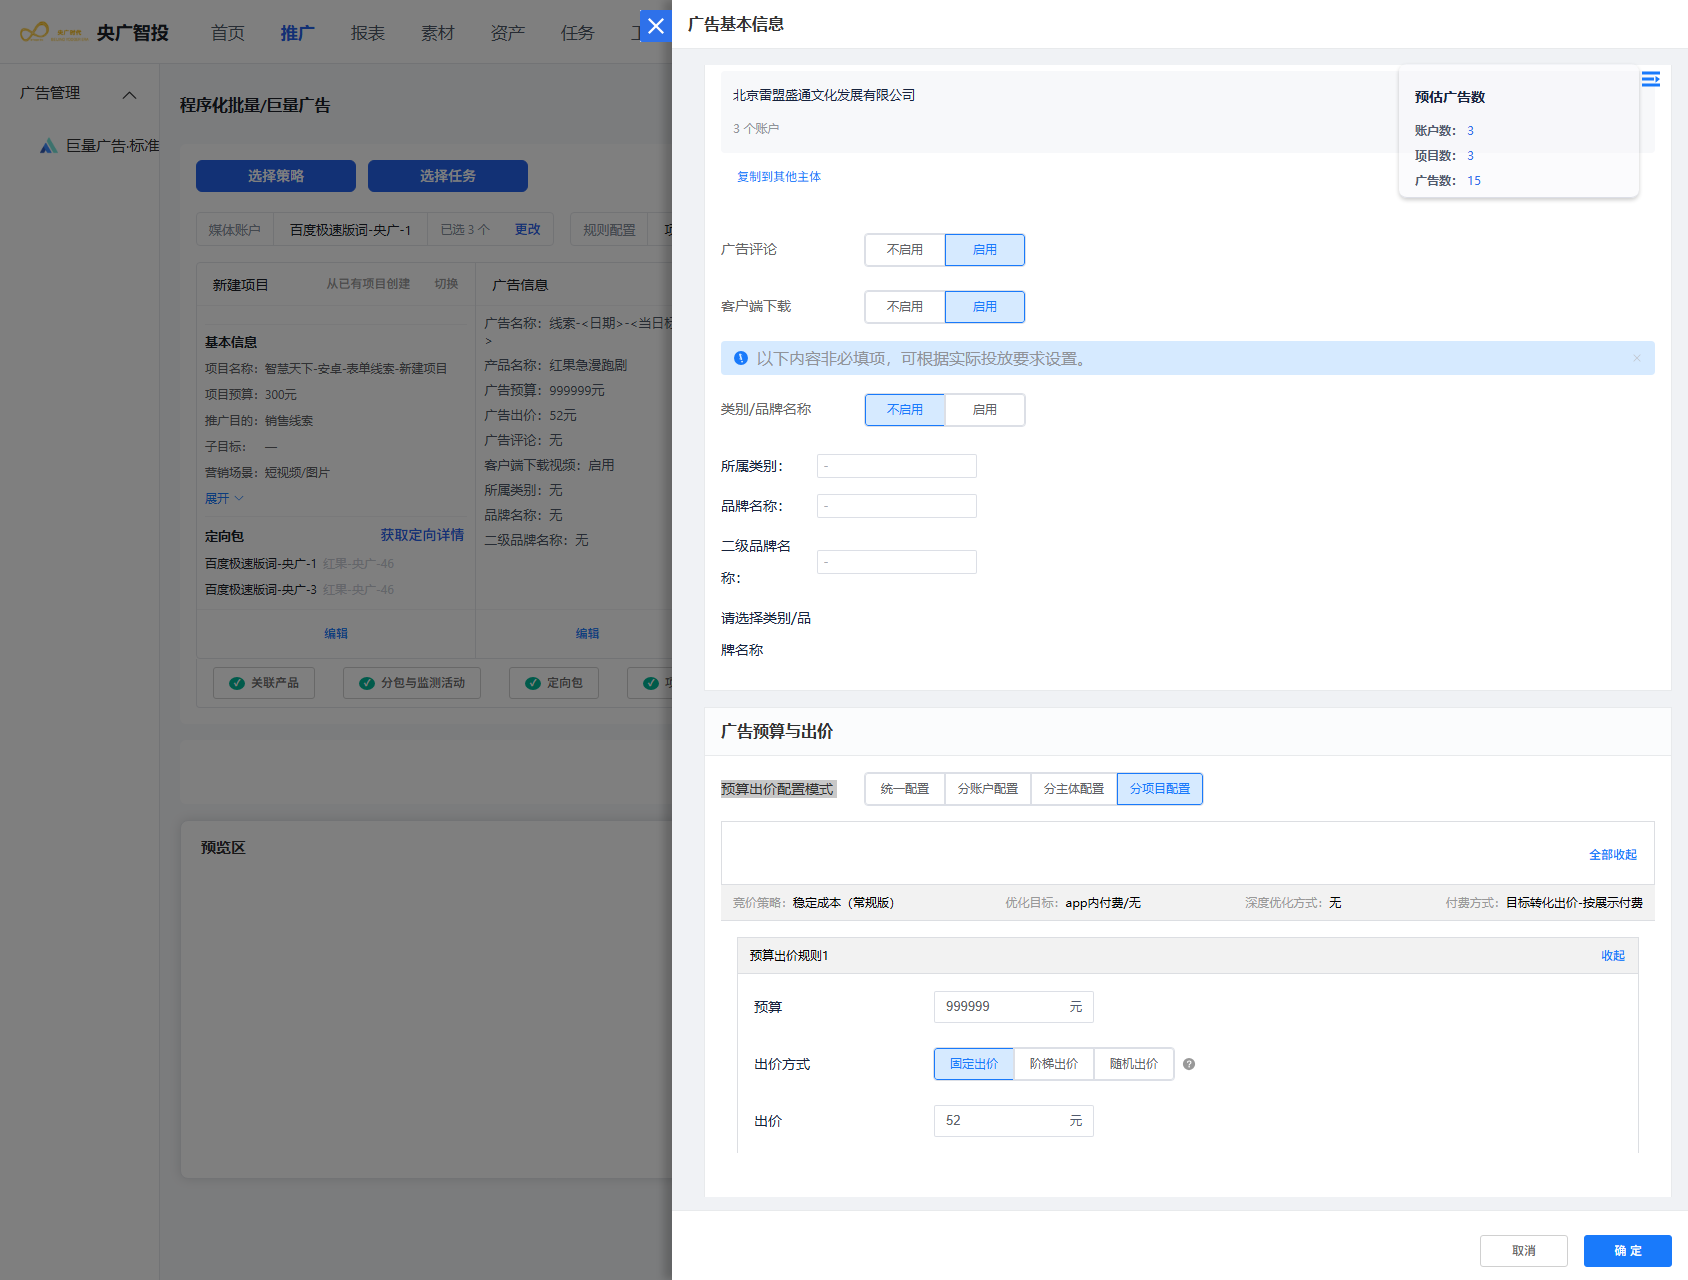 央广智投
首页
推广
报表
素材
资产
任务
广告管理
巨量广告·标准
程序化批量/巨量广告
选择策略
选择任务
媒体账户
百度极速版词-央广-1
已选 3 个
更改
规则配置
新建项目
从已有项目创建
切换
广告信息
基本信息
项目名称：智慧天下-安卓-表单线索-新建项目
项目预算：300元
推广目的：销售线索
子目标： —
营销场景：短视频/图片
展开
定向包
获取定向详情
百度极速版词-央广-1 红果-央广-46
百度极速版词-央广-3 红果-央广-46
编辑
广告名称：线索-<日期>-<当日标
>
产品名称：红果急漫跑剧
广告预算：999999元
广告出价：52元
广告评论：无
客户端下载视频：启用
所属类别：无
品牌名称：无
二级品牌名称：无
编辑
关联产品
分包与监测活动
定向包
预览区
广告基本信息
北京雷盟盛通文化发展有限公司
3 个账户
复制到其他主体
预估广告数
账户数： 3
项目数： 3
广告数： 15
广告评论
不启用
启用
客户端下载
不启用
启用
以下内容非必填项，可根据实际投放要求设置。
类别/品牌名称
不启用
启用
所属类别：
-
品牌名称：
-
二级品牌名
称：
-
请选择类别/品
牌名称
广告预算与出价
预算出价配置模式
统一配置
分账户配置
分主体配置
分项目配置
全部收起
竞价策略：稳定成本（常规版）
优化目标：app内付费/无
深度优化方式：无
付费方式：目标转化出价-按展示付费
预算出价规则1
收起
预算
999999
元
出价方式
固定出价
阶梯出价
随机出价
出价
52
元
取消
确 定